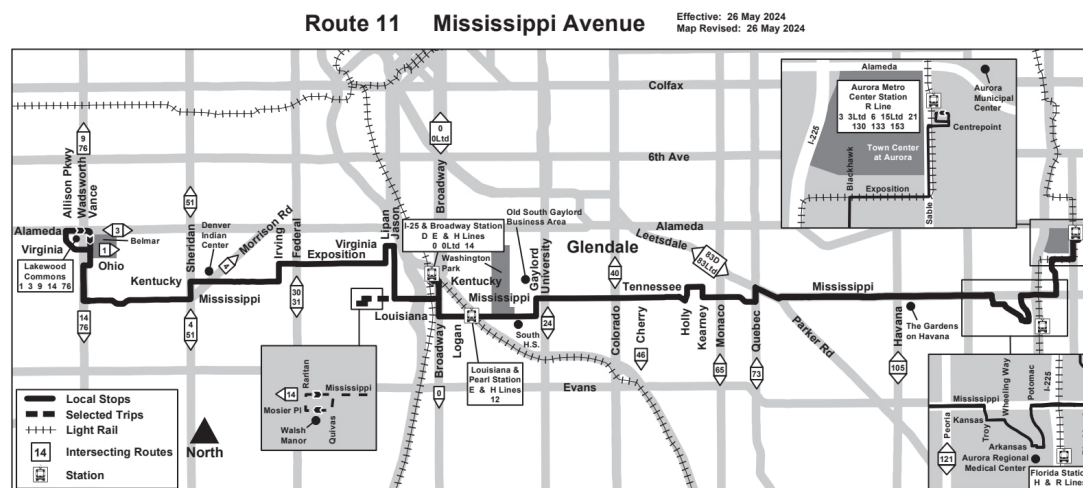 Route 11 Mississippi Avenue
Effective: 26 May 2024
Map Revised: 26 May 2024
Colfax
6th Ave
0
0Ltd
Broadway
9
76
Allison Pkwy
Wadsworth
Vance
Alameda
3
Belmar
Virginia
1
Ohio
Lakewood
Commons
1 3 9 14 76
14
76
51
Sheridan
Denver
Indian
Center
4
Morrison Rd
Kentucky
Mississippi
4
51
Irving
Federal
30
31
Virginia
Exposition
Lipan
Jason
I-25 & Broadway Station
D E & H Lines
0 0Ltd 14
Washington
Park
Kentucky
Old South Gaylord
Business Area
Gaylord
University
24
Mississippi
South
H.S.
Louisiana
Broadway
0
Logan
Louisiana &
Pearl Station
E & H Lines
12
Evans
Glendale
Alameda
Leetsdale
83D
83Ltd
40
Colorado
Tennessee
Cherry
46
Holly
Kearney
Monaco
65
Quebec
73
Parker Rd
Mississippi
Havana
105
The Gardens
on Havana
14
Raritan
Mississippi
Mosier Pl
Walsh
Manor
Quivas
Local Stops
Selected Trips
Light Rail
14 Intersecting Routes
Station
North
Alameda
Aurora Metro
Center Station
R Line
3 3Ltd 6 15Ltd 21
130 133 153
Aurora
Municipal
Center
Centrepoint
I-225
Town Center
at Aurora
Blackhawk
Exposition
Sable
Wheeling Way
Potomac
I-225
Mississippi
Peoria
Kansas
Troy
Arkansas
121
Aurora Regional
Medical Center
Florida Station
H & R Lines